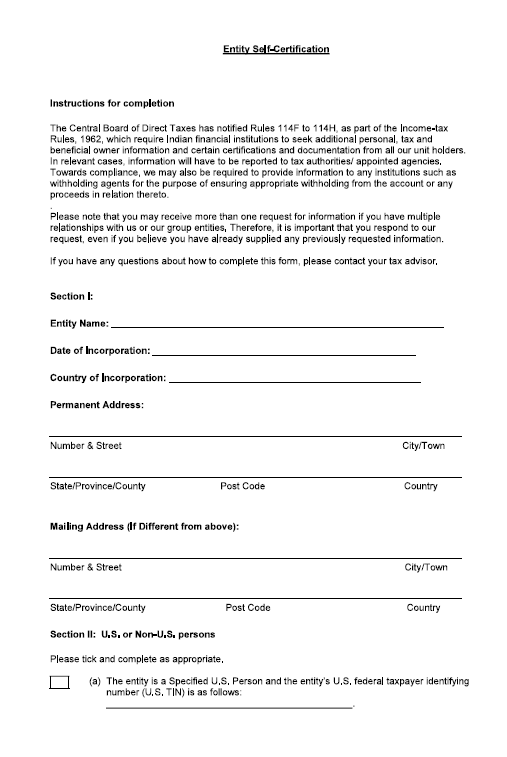 Entity Self-Certification
Instructions for completion
The Central Board of Direct Taxes has notified Rules 114F to 114H, as part of the Income-tax
Rules, 1962, which require Indian financial institutions to seek additional personal, tax and
beneficial owner information and certain certifications and documentation from all our unit holders.
In relevant cases, information will have to be reported to tax authorities/ appointed agencies.
Towards compliance, we may also be required to provide information to any institutions such as
withholding agents for the purpose of ensuring appropriate withholding from the account or any
proceeds in relation thereto.
.
Please note that you may receive more than one request for information if you have multiple
relationships with us or our group entities, Therefore, it is important that you respond to our
request, even if you believe you have already supplied any previously requested information.
If you have any questions about how to complete this form, please contact your tax advisor.
Section I:
Entity Name:
Date of Incorporation:
Country of Incorporation:
Permanent Address:
Number & Street City/Town
State/Province/County Post Code Country
Mailing Address (If Different from above):
Number & Street City/Town
State/Province/County Post Code Country
Section II: U.S. or Non-U.S. persons
Please tick and complete as appropriate.
(a) The entity is a Specified U.S. Person and the entity's U.S. federal taxpayer identifying
number (U.S. TIN) is as follows:
.